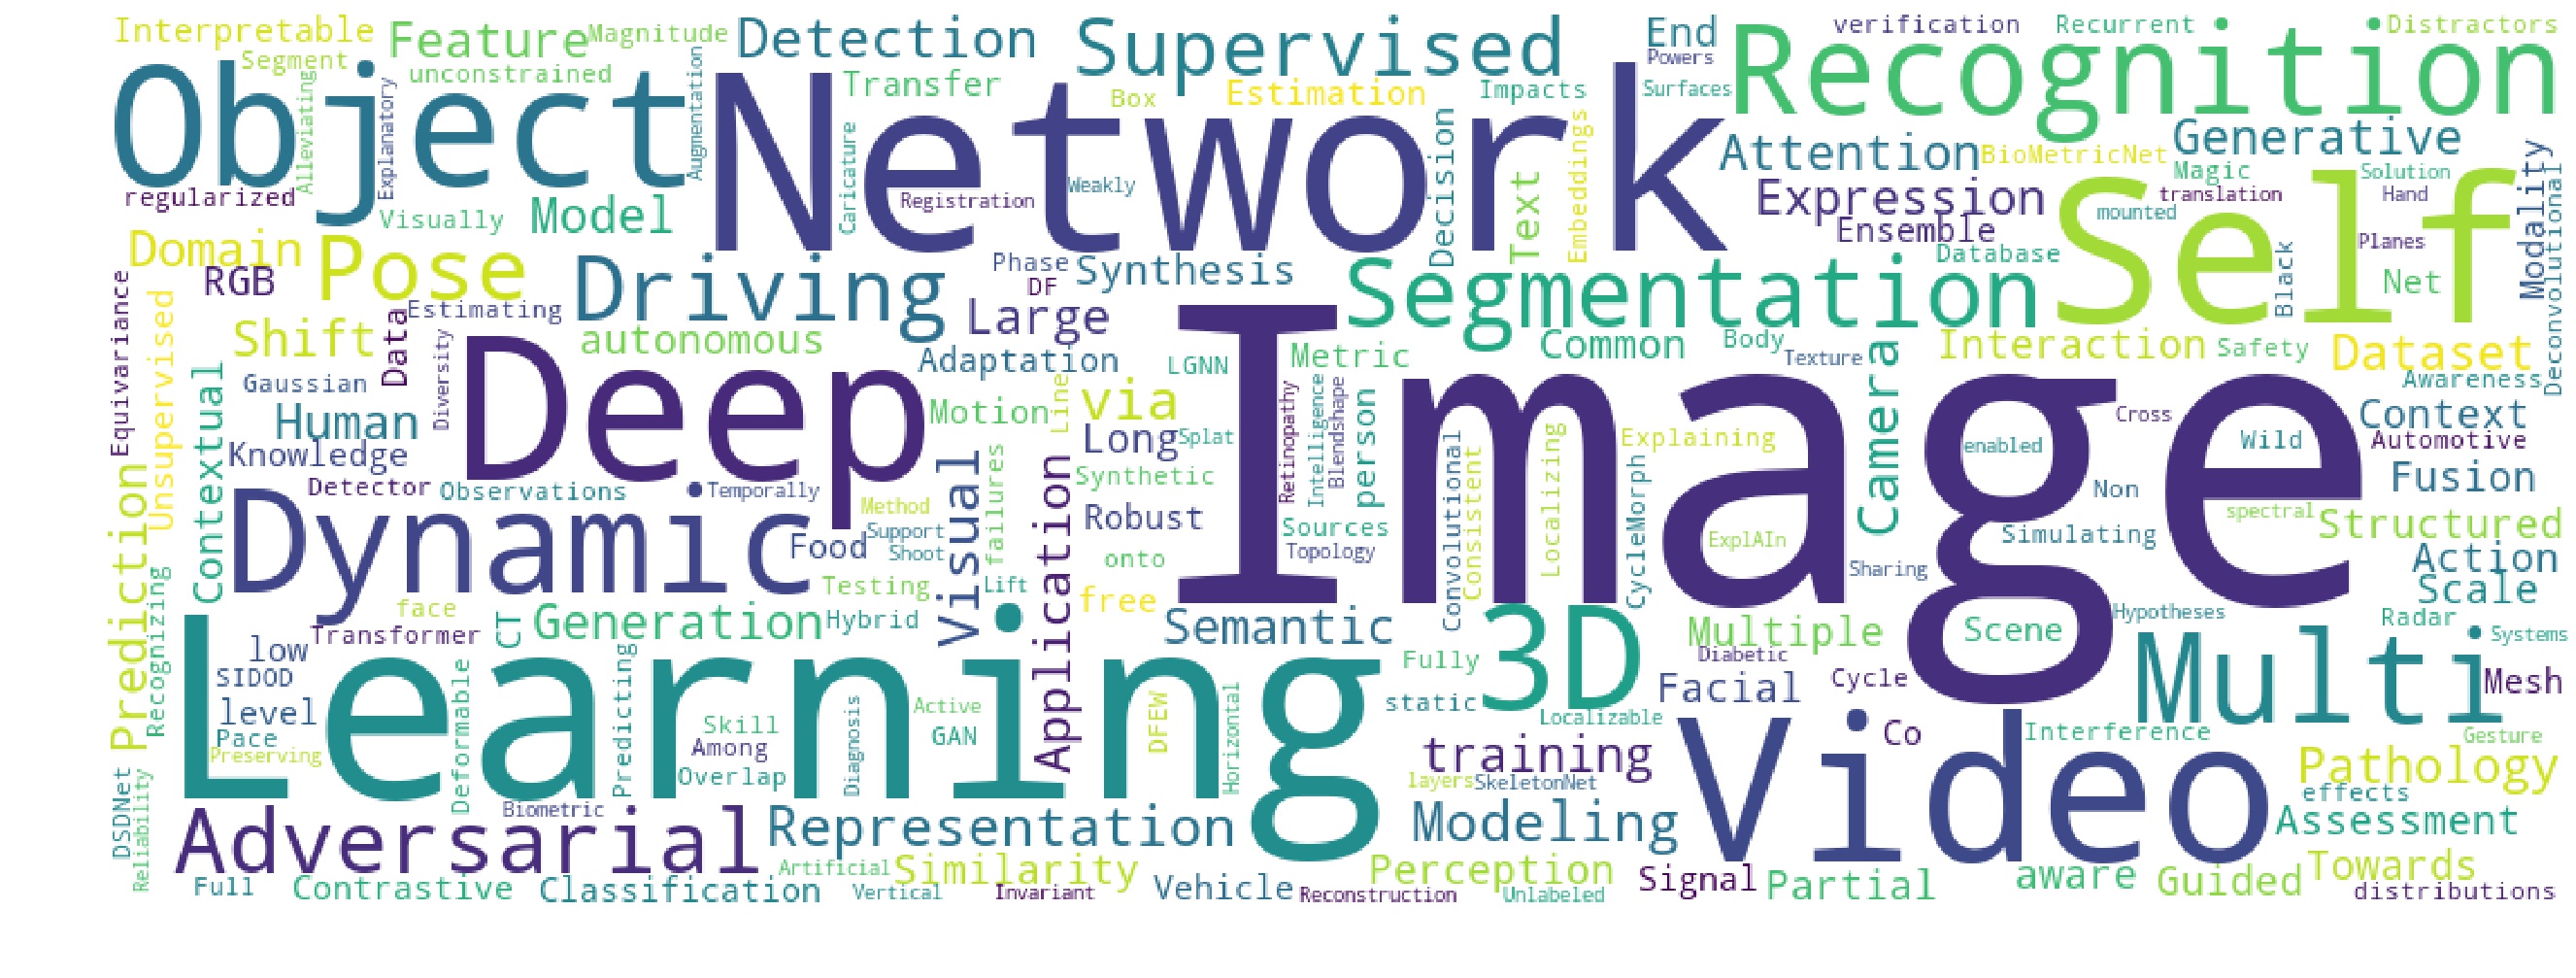 Interpretable
Feature
Magnitude
Detection
Supervised
End
verification
Recurrent
Distractors
Segment
unconstrained
Augmentation
Transfer
Powers
Recognition
Object
Network
Alleviating
Explanatory
Box
Estimation
Impacts
Surfaces
Caricature
Decision
Embeddings
Attention
BioMetricNet
Generative
Magic
Solution
Modality
Deconvolutional
regularized
Visually
Model
Registration
Weakly
Text
Expression
translation
Hand
mounted
Ensemble
Self
Domain
Pose
Driving
Phase
Synthesis
Segmentation
Database
Black
Planes
RGB
DF
Net
Equivariance
Unsupervised
Estimating
Large
Shift
Data
autonomous
Adaptation
LGNN
Metric
Common
Body
Texture
Interaction
Safety
Dataset
Contextual
Gaussian
Diversity
Deep
Image
Camera
Awareness
Human
Motion
Line
via
Retinopathy
Intelligence
Blendshape
person
Cross
Context
Knowledge
Long
Splat
Convolutional
Consistent
Localizing
CycleMorph
Explaining
enabled
Wild
Automotive
Prediction
Detector
Observations
Temporally
Visual
failures
Application
Synthetic
Non
Fusion
Dynamic
Method
Robust
Sources
spectral
Structured
Food
Support
Shoot
onto
Topology
ExplAIn
Simulating
Action
Recognizing
Testing
Lift
free
Sharing
Scale
face
CT
Generation
Hybrid
Semantic
3D
Multiple
Scene
Hypotheses
Radar
Systems
Transformer
low
Learning
Fully
Diabetic
Multi
SIDOD
Deformable
Predicting
Facial
Cycle
Mesh
level
Diagnosis
Active
DFEW
Horizontal
static
Localizable
Pace
Skill
GAN
Co
Interference
Gesture
Preserving
Among
training
Video
DSDNet
Reliability
Overlap
layers
SkeletonNet
Pathology
effects
Biometric
Adversarial
Representation
Modeling
Assessment
Artificial
Similarity
Perception
Towards
Full
Contrastive
Classification
Vertical
Invariant
Vehicle
Reconstruction
Unlabeled
Signal
Partial
aware
Guided
distributions